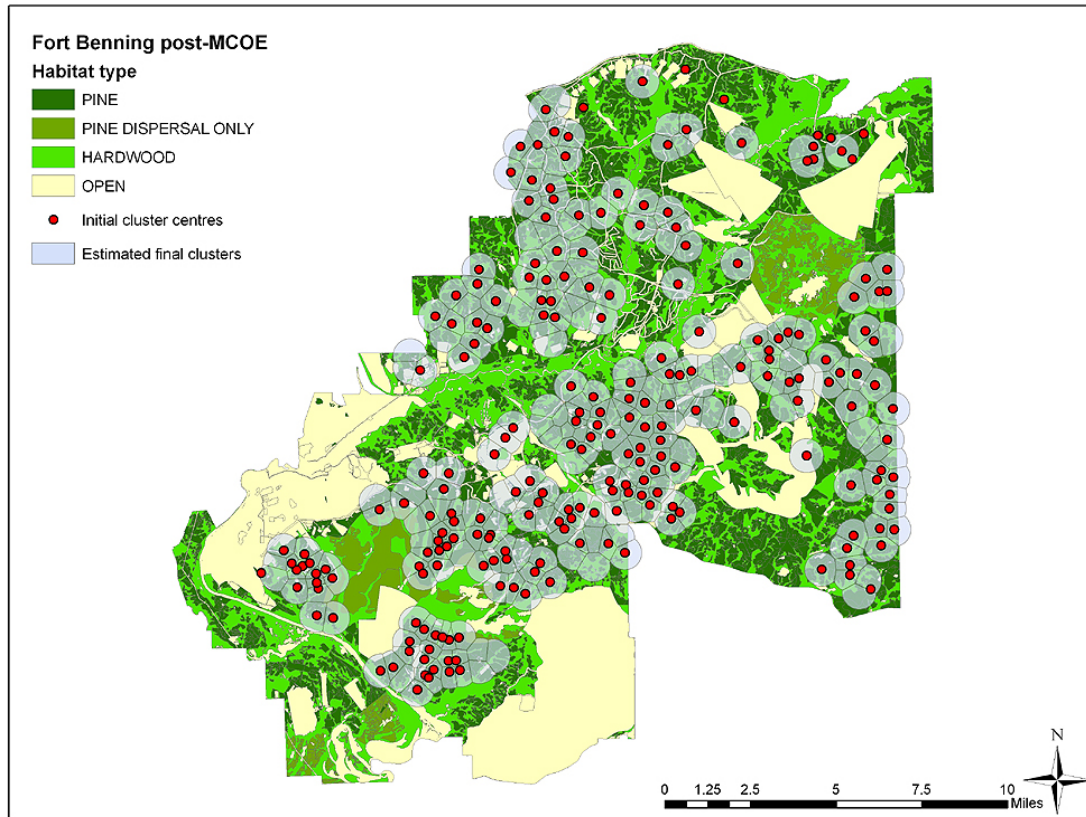 Fort Benning post-MCOE
Habitat type
PINE
PINE DISPERSAL ONLY
HARDWOOD
OPEN
Initial cluster centres
Estimated final clusters
N
0 1.25 2.5 5 7.5 10
Miles